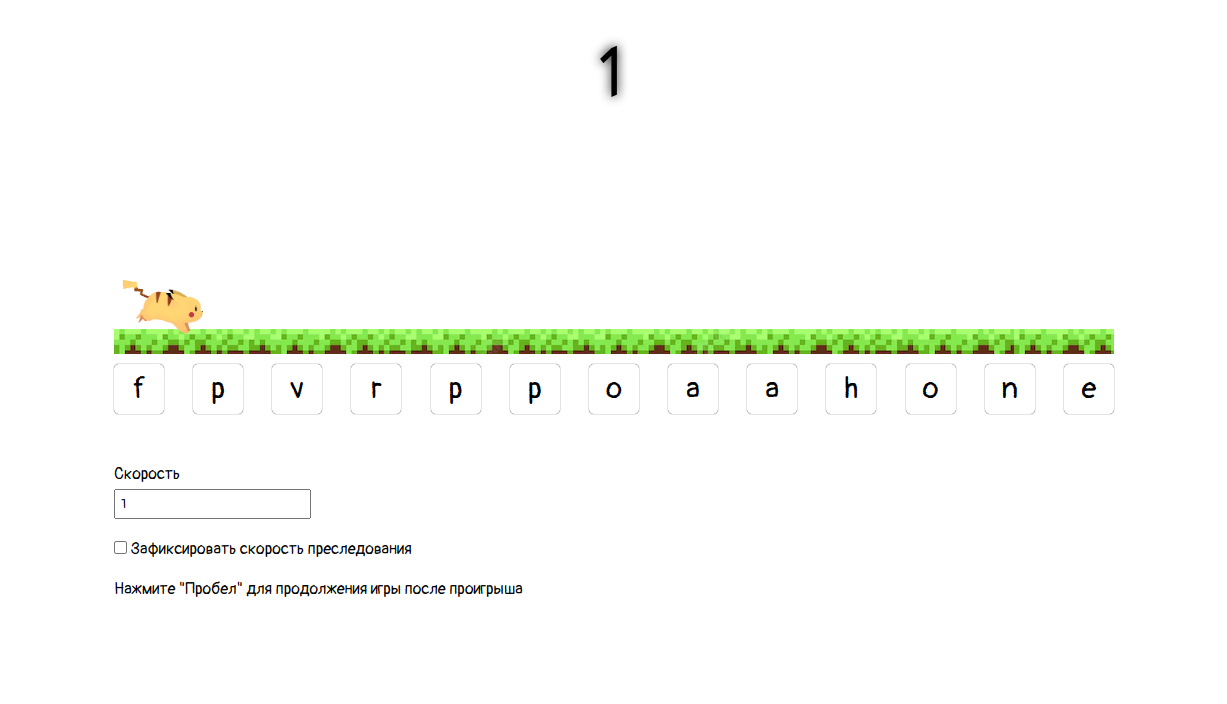 1
f p v r p p o a a h o n e
Скорость
1
Зафиксировать скорость преследования
Нажмите "Пробел" для продолжения игры после проигрыша